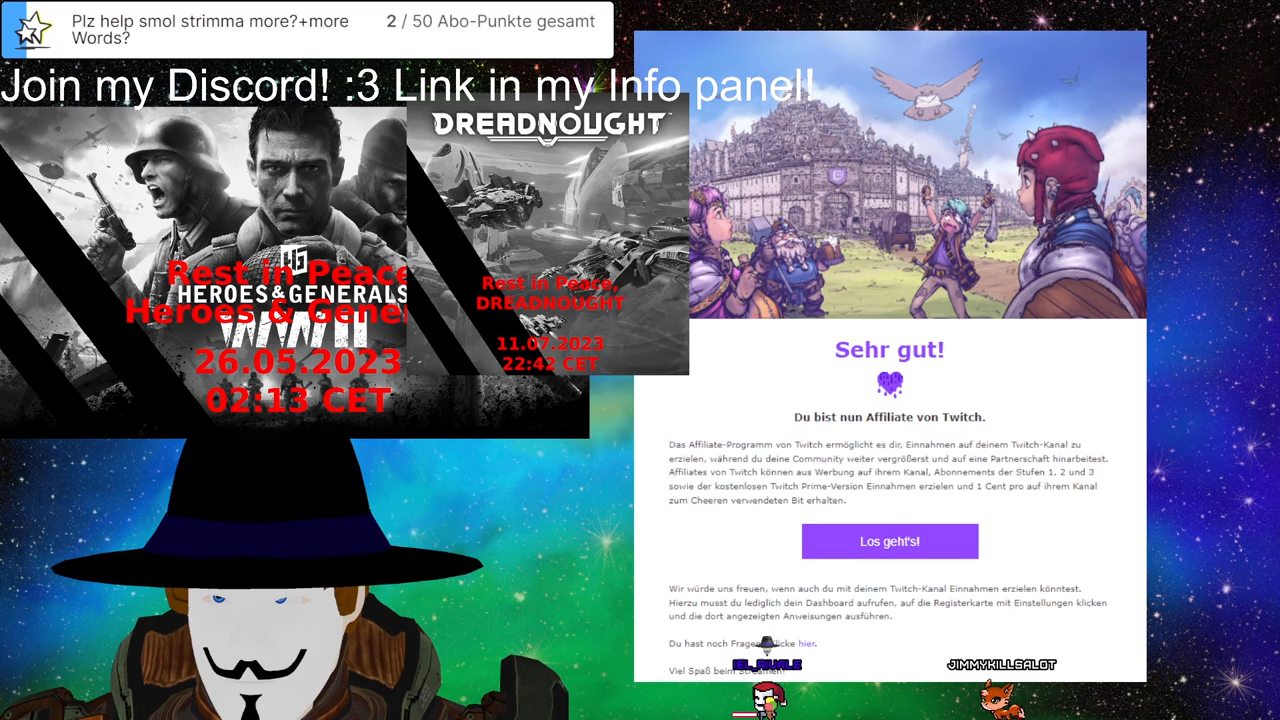 Plz help smol strimma more?+more
Words?
2 / 50 Abo-Punkte gesamt
Join my Discord! :3 Link in my Info panel!
DREADNOUGHT
Rest in Peace,
DREADNOUGHT
11.07.2023
22:42 CET
Rest in Peace
HEROES & GENERALS
Heroes & Gene
WWII
26.05.2023
02:13 CET
Sehr gut!
Du bist nun Affiliate von Twitch.
Das Affiliate-Programm von Twitch ermöglicht es dir, Einnahmen auf deinem Twitch-Kanal zu
erzielen, während du deine Community weiter vergrößerst und auf eine Partnerschaft hinarbeitest.
Affiliates von Twitch können aus Werbung auf ihrem Kanal, Abonnements der Stufen 1, 2 und 3
sowie der kostenlosen Twitch Prime-Version Einnahmen erzielen und 1 Cent pro auf ihrem Kanal
zum Cheeren verwendeten Bit erhalten.
Los geht's!
Wir würde uns freuen, wenn auch du mit deinem Twitch-Kanal Einnahmen erzielen könntest.
Hierzu musst du lediglich dein Dashboard aufrufen, auf die Registerkarte mit Einstellungen klicken
und die dort angezeigten Anweisungen ausführen.
Du hast noch Fragen licke hier.
JIMMYKILLSALOT
Viel Spaß beim Streamen!